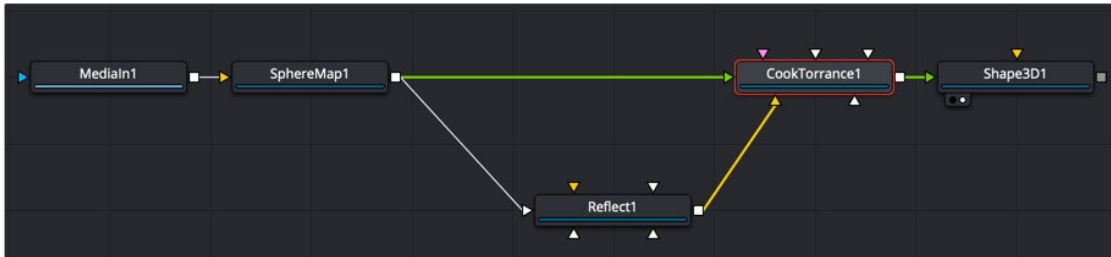 MediaIn1
SphereMap1
CookTorrance1
Shape3D1
Reflect1